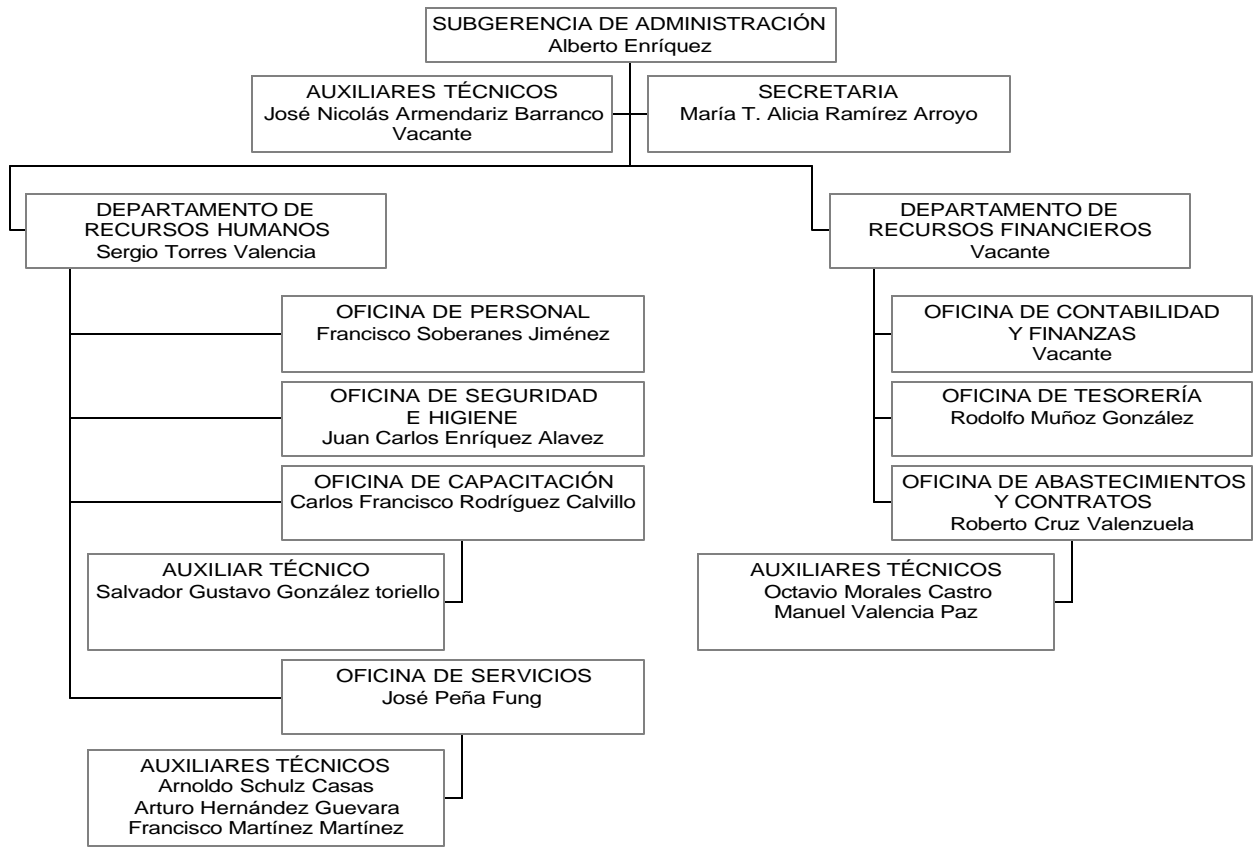 SUBGERENCIA DE ADMINISTRACIÓN
Alberto Enríquez
AUXILIARES TÉCNICOS
José Nicolás Armendariz Barranco
Vacante
SECRETARIA
María T. Alicia Ramírez Arroyo
DEPARTAMENTO DE
RECURSOS HUMANOS
Sergio Torres Valencia
OFICINA DE PERSONAL
Francisco Soberanes Jiménez
OFICINA DE SEGURIDAD
E HIGIENE
Juan Carlos Enríquez Alavez
OFICINA DE CAPACITACIÓN
Carlos Francisco Rodríguez Calvillo
AUXILIAR TÉCNICO
Salvador Gustavo González toriello
OFICINA DE SERVICIOS
José Peña Fung
AUXILIARES TÉCNICOS
Arnoldo Schulz Casas
Arturo Hernández Guevara
Francisco Martínez Martínez
DEPARTAMENTO DE
RECURSOS FINANCIEROS
Vacante
OFICINA DE CONTABILIDAD
Y FINANZAS
Vacante
OFICINA DE TESORERÍA
Rodolfo Muñoz González
OFICINA DE ABASTECIMIENTOS
Y CONTRATOS
Roberto Cruz Valenzuela
AUXILIARES TÉCNICOS
Octavio Morales Castro
Manuel Valencia Paz